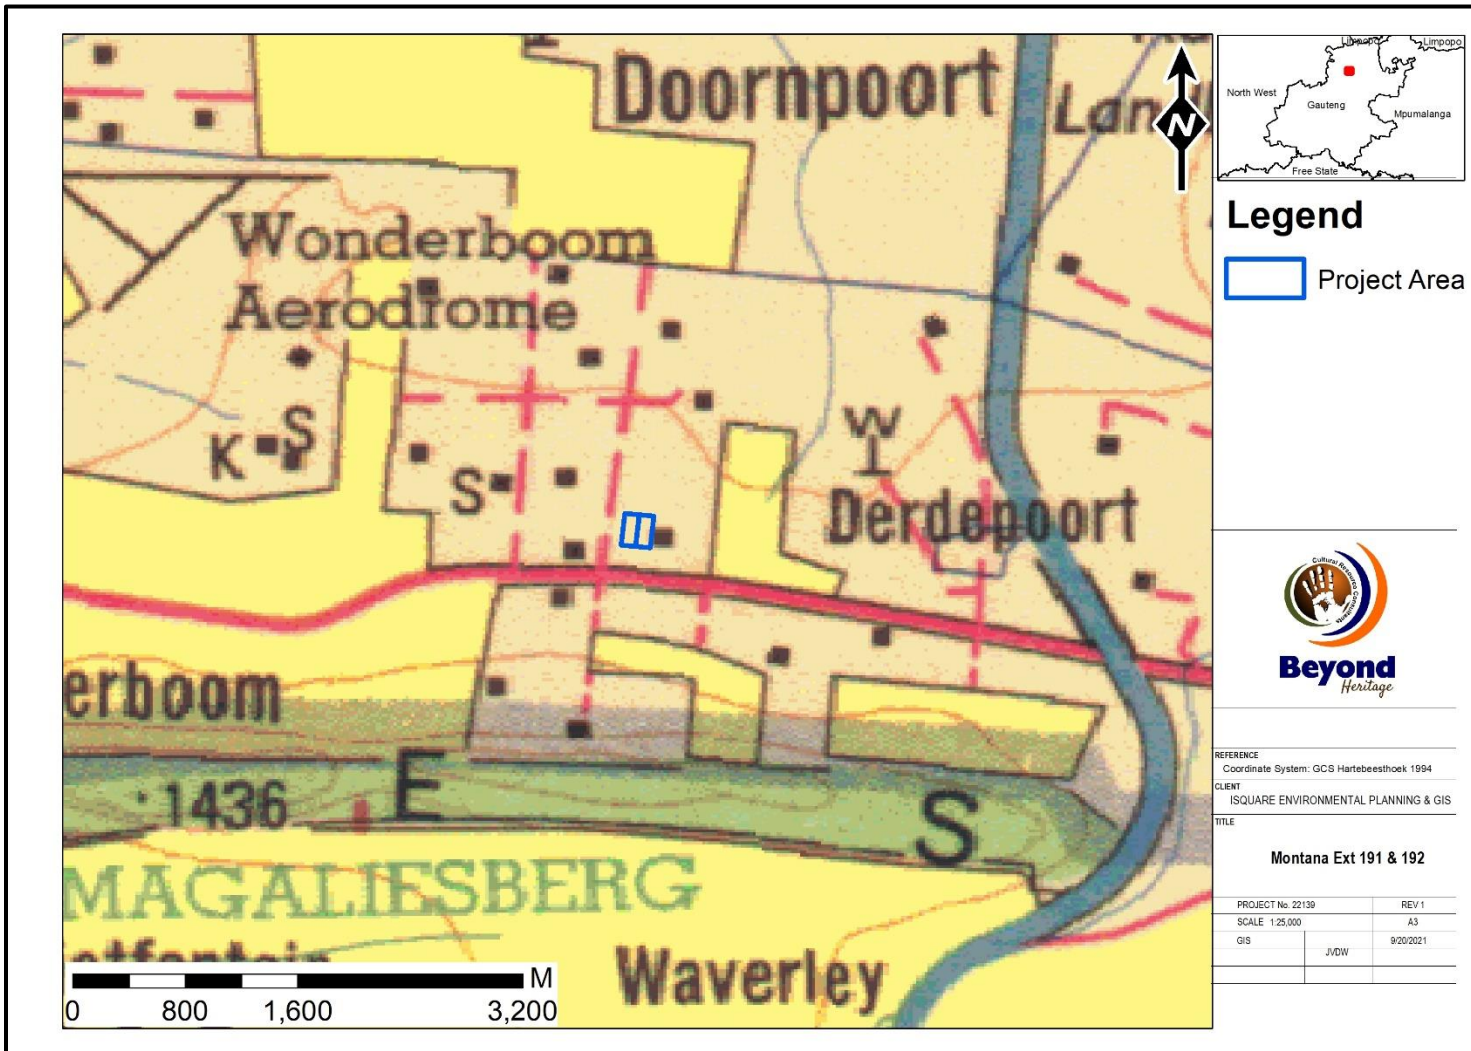 Doornpoort
Wonderboom
Aerodrome
K
S
S
W
Derdepoort
erboom
1436
E
S
MAGALIESBERG
Waverley
M
0 800 1,600 3,200
N
Limpopo
Limpopo
North West
Gauteng
Mpumalanga
Free State
Legend
Project Area
Cultural Resource Consultants
Beyond
Heritage
REFERENCE
Coordinate System: GCS Hartebeesthoek 1994
CLIENT
ISQUARE ENVIRONMENTAL PLANNING & GIS
TITLE
Montana Ext 191 & 192
PROJECT No. 22139 REV 1
SCALE 1:25,000 A3
GIS 9/20/2021
JVDW